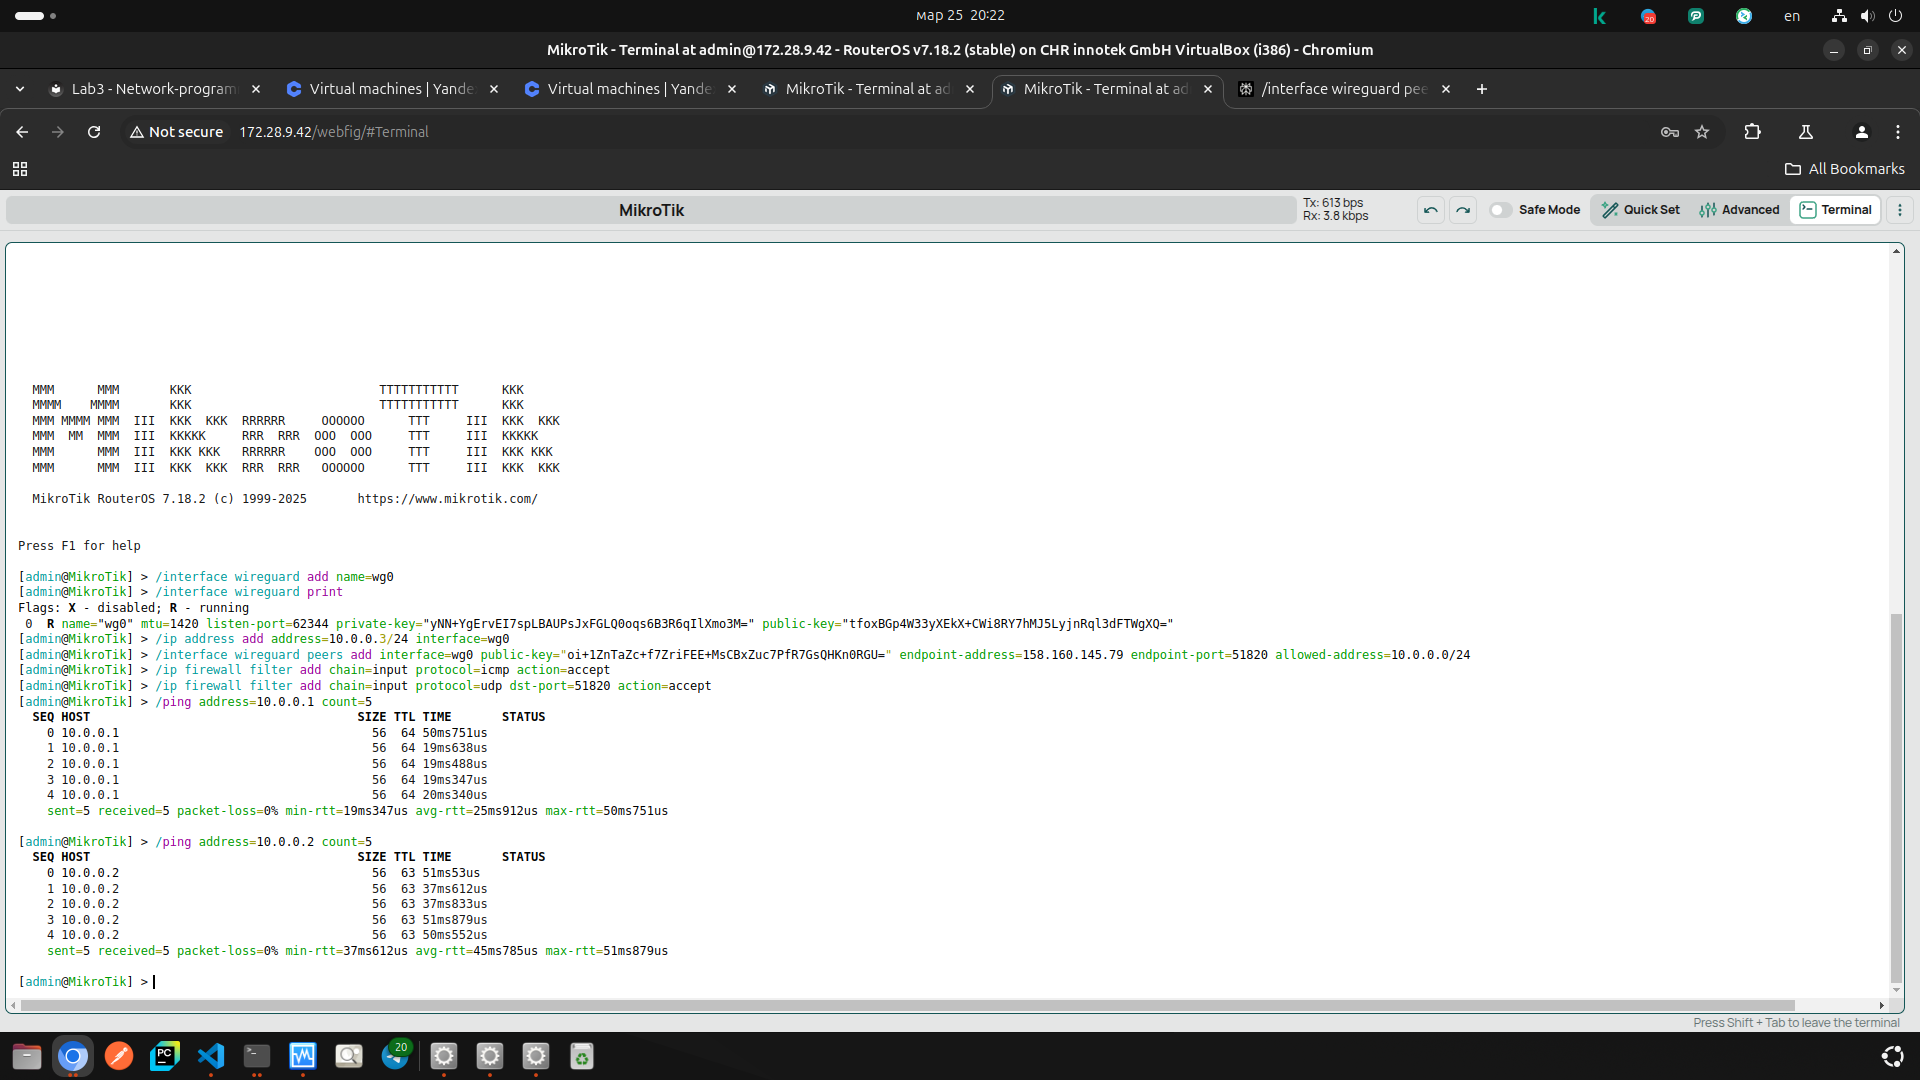 мар 25 20:22
20
en
MikroTik - Terminal at admin@172.28.9.42 - RouterOS v7.18.2 (stable) on CHR innotek GmbH VirtualBox (i386) - Chromium
Lab3 - Network-program
Virtual machines | Yande
Virtual machines | Yande
MikroTik - Terminal at ad
MikroTik - Terminal at ad
/interface wireguard pee
Not secure
172.28.9.42/webfig/#Terminal
All Bookmarks
MikroTik
Tx: 613 bps
Rx: 3.8 kbps
Safe Mode
Quick Set
Advanced
Terminal
MMM      MMM       KKK                          TTTTTTTTTTT      KKK
MMMM    MMMM       KKK                          TTTTTTTTTTT      KKK
MMM MMMM MMM  III  KKK  KKK  RRRRRR     OOOOOO      TTT     III  KKK  KKK
MMM  MM  MMM  III  KKKKK     RRR  RRR  OOO  OOO     TTT     III  KKKKK
MMM      MMM  III  KKK KKK   RRRRRR    OOO  OOO     TTT     III  KKK KKK
MMM      MMM  III  KKK  KKK  RRR  RRR   OOOOOO      TTT     III  KKK  KKK
MikroTik RouterOS 7.18.2 (c) 1999-2025       https://www.mikrotik.com/
Press F1 for help
[admin@MikroTik] > /interface wireguard add name=wg0
[admin@MikroTik] > /interface wireguard print
Flags: X - disabled; R - running
0  R name="wg0" mtu=1420 listen-port=62344 private-key="yNN+YgErvEI7spLBAUPsJxFGLQ0oqs6B3R6qIlXmo3M=" public-key="tfoxBGp4W33yXEkX+CWi8RY7hMJ5LyjnRql3dFTWgXQ="
[admin@MikroTik] > /ip address add address=10.0.0.3/24 interface=wg0
[admin@MikroTik] > /interface wireguard peers add interface=wg0 public-key="oi+1ZnTaZc+f7ZriFEE+MsCBxZuc7PfR7GsQHKn0RGU=" endpoint-address=158.160.145.79 endpoint-port=51820 allowed-address=10.0.0.0/24
[admin@MikroTik] > /ip firewall filter add chain=input protocol=icmp action=accept
[admin@MikroTik] > /ip firewall filter add chain=input protocol=udp dst-port=51820 action=accept
[admin@MikroTik] > /ping address=10.0.0.1 count=5
SEQ HOST                                     SIZE TTL TIME       STATUS
0 10.0.0.1                                   56  64 50ms751us
1 10.0.0.1                                   56  64 19ms638us
2 10.0.0.1                                   56  64 19ms488us
3 10.0.0.1                                   56  64 19ms347us
4 10.0.0.1                                   56  64 20ms340us
sent=5 received=5 packet-loss=0% min-rtt=19ms347us avg-rtt=25ms912us max-rtt=50ms751us
[admin@MikroTik] > /ping address=10.0.0.2 count=5
SEQ HOST                                     SIZE TTL TIME       STATUS
0 10.0.0.2                                   56  63 51ms53us
1 10.0.0.2                                   56  63 37ms612us
2 10.0.0.2                                   56  63 37ms833us
3 10.0.0.2                                   56  63 51ms879us
4 10.0.0.2                                   56  63 50ms552us
sent=5 received=5 packet-loss=0% min-rtt=37ms612us avg-rtt=45ms785us max-rtt=51ms879us
[admin@MikroTik] >
Press Shift + Tab to leave the terminal
PC
20